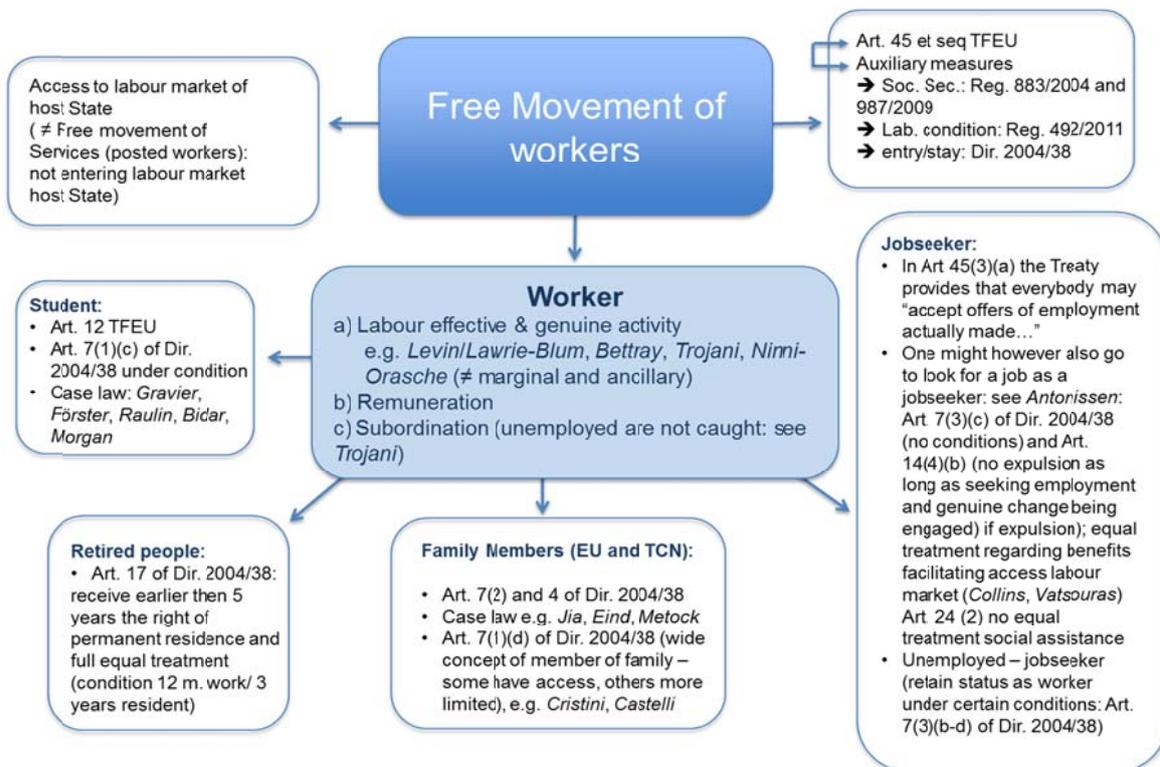 Free Movement of
workers
Access to labour market of
host State
( ≠ Free movement of
Services (posted workers):
not entering labour market
host State)
Art. 45 et seq TFEU
Auxiliary measures
➔ Soc. Sec.: Reg. 883/2004 and
987/2009
➔ Lab. condition: Reg. 492/2011
➔ entry/stay: Dir. 2004/38
Worker
a) Labour effective & genuine activity
e.g. Levin/Lawrie-Blum, Bettray, Trojani, Ninni-
Orasche (≠ marginal and ancillary)
b) Remuneration
c) Subordination (unemployed are not caught: see
Trojani)
Student:
• Art. 12 TFEU
• Art. 7(1)(c) of Dir.
2004/38 under condition
• Case law: Gravier,
Förster, Raulin, Bidar,
Morgan
Retired people:
• Art. 17 of Dir. 2004/38:
receive earlier then 5
years the right of
permanent residence and
full equal treatment
(condition 12 m. work/ 3
years resident)
Family Members (EU and TCN):
• Art. 7(2) and 4 of Dir. 2004/38
• Case law e.g. Jia, Eind, Metock
• Art. 7(1)(d) of Dir. 2004/38 (wide
concept of member of family –
some have access, others more
limited), e.g. Cristini, Castelli
Jobseeker:
• In Art 45(3)(a) the Treaty
provides that everybody may
“accept offers of employment
actually made…”
• One might however also go
to look for a job as a
jobseeker: see Antonissen:
Art. 7(3)(c) of Dir. 2004/38
(no conditions) and Art.
14(4)(b) (no expulsion as
long as seeking employment
and genuine change being
engaged) if expulsion); equal
treatment regarding benefits
facilitating access labour
market (Collins, Vatsouras)
Art. 24 (2) no equal
treatment social assistance
• Unemployed – jobseeker
(retain status as worker
under certain conditions: Art.
7(3)(b-d) of Dir. 2004/38)